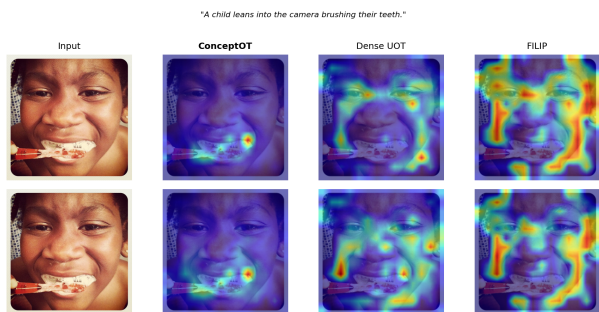 "A child leans into the camera brushing their teeth."
Input
ConceptOT
Dense UOT
FILIP